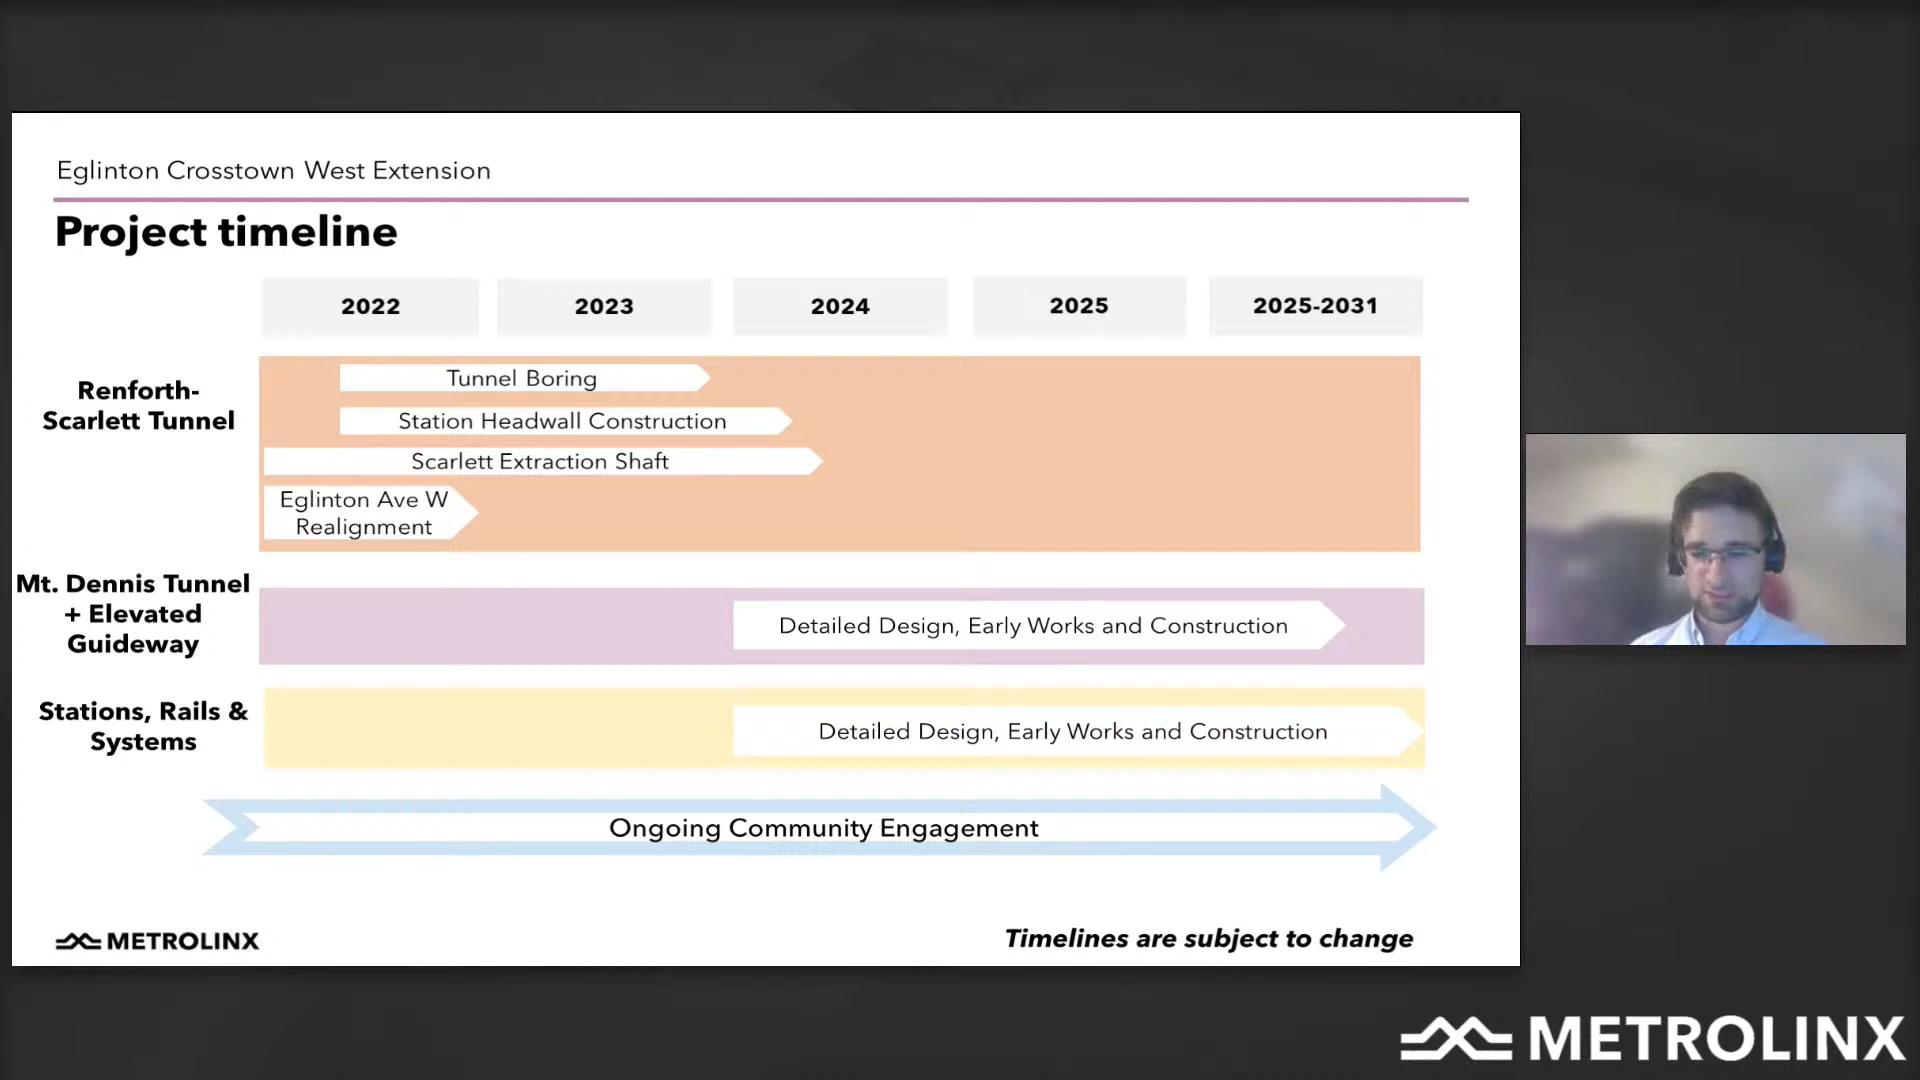 Eglinton Crosstown West Extension
Project timeline
2022
2023
2024
2025
2025-2031
Renforth-
Scarlett Tunnel
Tunnel Boring
Station Headwall Construction
Scarlett Extraction Shaft
Eglinton Ave W
Realignment
Mt. Dennis Tunnel
+ Elevated
Guideway
Detailed Design, Early Works and Construction
Stations, Rails &
Systems
Detailed Design, Early Works and Construction
Ongoing Community Engagement
METROLINX
Timelines are subject to change
METROLINX